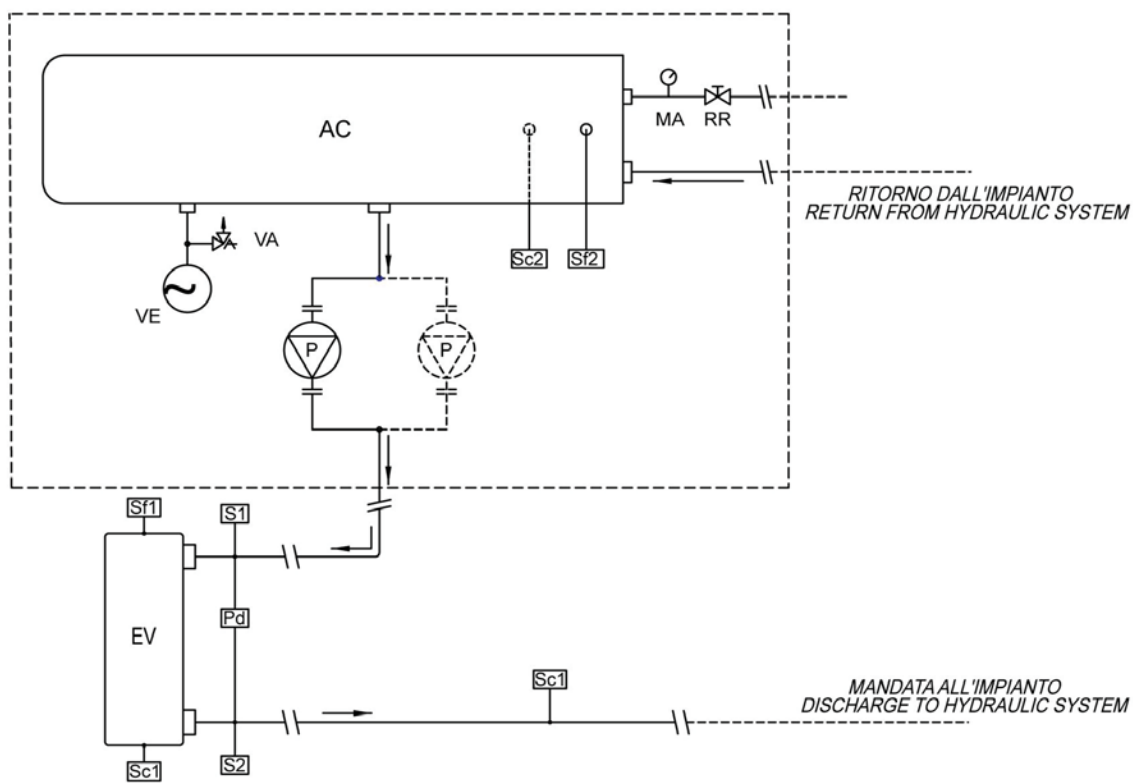 AC
MA
RR
RITORNO DALL'IMPIANTO
RETURN FROM HYDRAULIC SYSTEM
VA
Sc2
Sf2
VE
P
P
Sf1
S1
Pd
EV
Sc1
MANDATA ALL'IMPIANTO
DISCHARGE TO HYDRAULIC SYSTEM
Sc1
S2